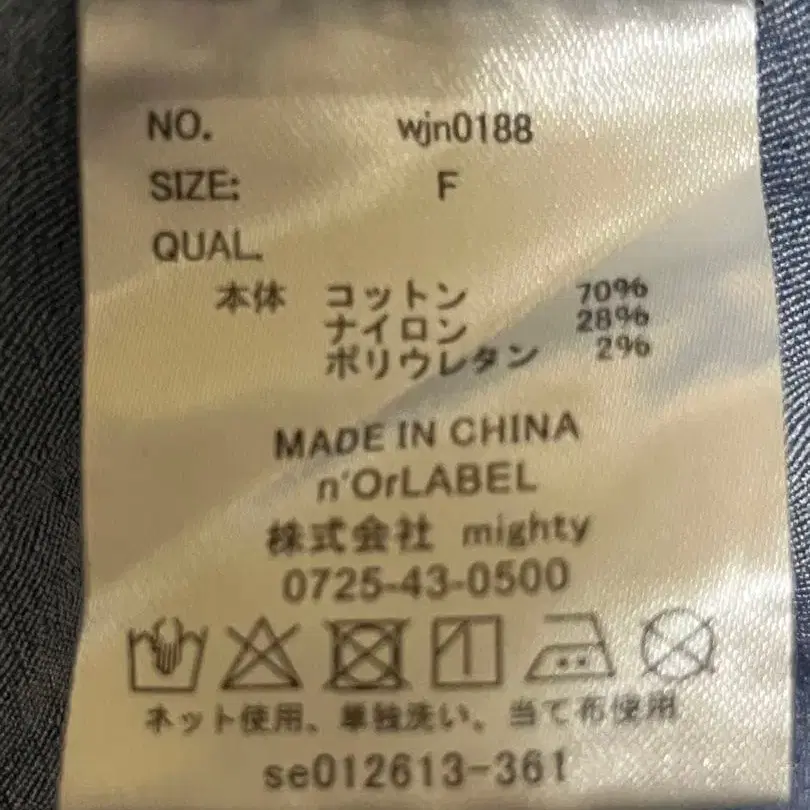 NO. wjn0188
SIZE: F
QUAL.
本体 コットン 70%
ナイロン 28%
ポリウレタン 2%
MADE IN CHINA
n'OrLABEL
株式会社 mighty
0725-43-0500
ネット使用、単独洗い、当て布使用
se012613-361